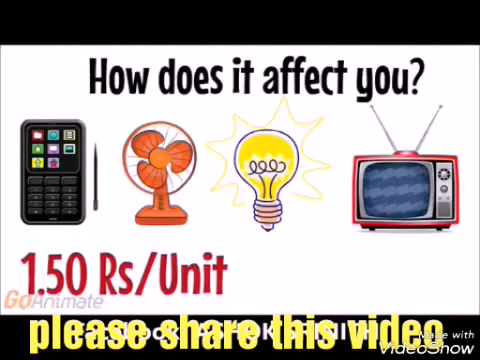 How does it affect you?
1.50 Rs/Unit
GoAnimate
please share this video
Made with
VideoShow